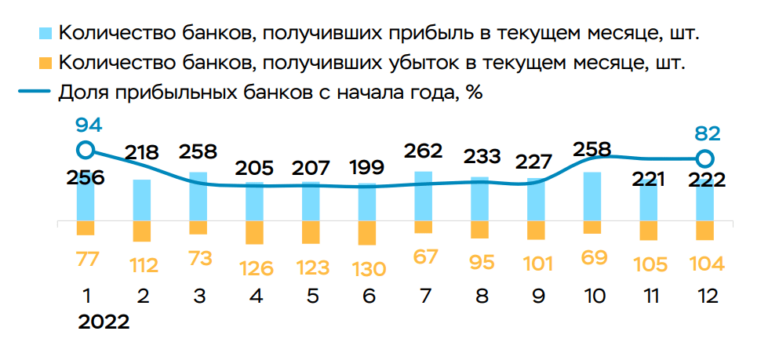 Количество банков, получивших прибыль в текущем месяце, шт.
Количество банков, получивших убыток в текущем месяце, шт.
Доля прибыльных банков с начала года, %
94 82
256 218 258 205 207 199 262 233 227 258 221 222
77 112 73 126 123 130 67 95 101 69 105 104
1 2 3 4 5 6 7 8 9 10 11 12
2022